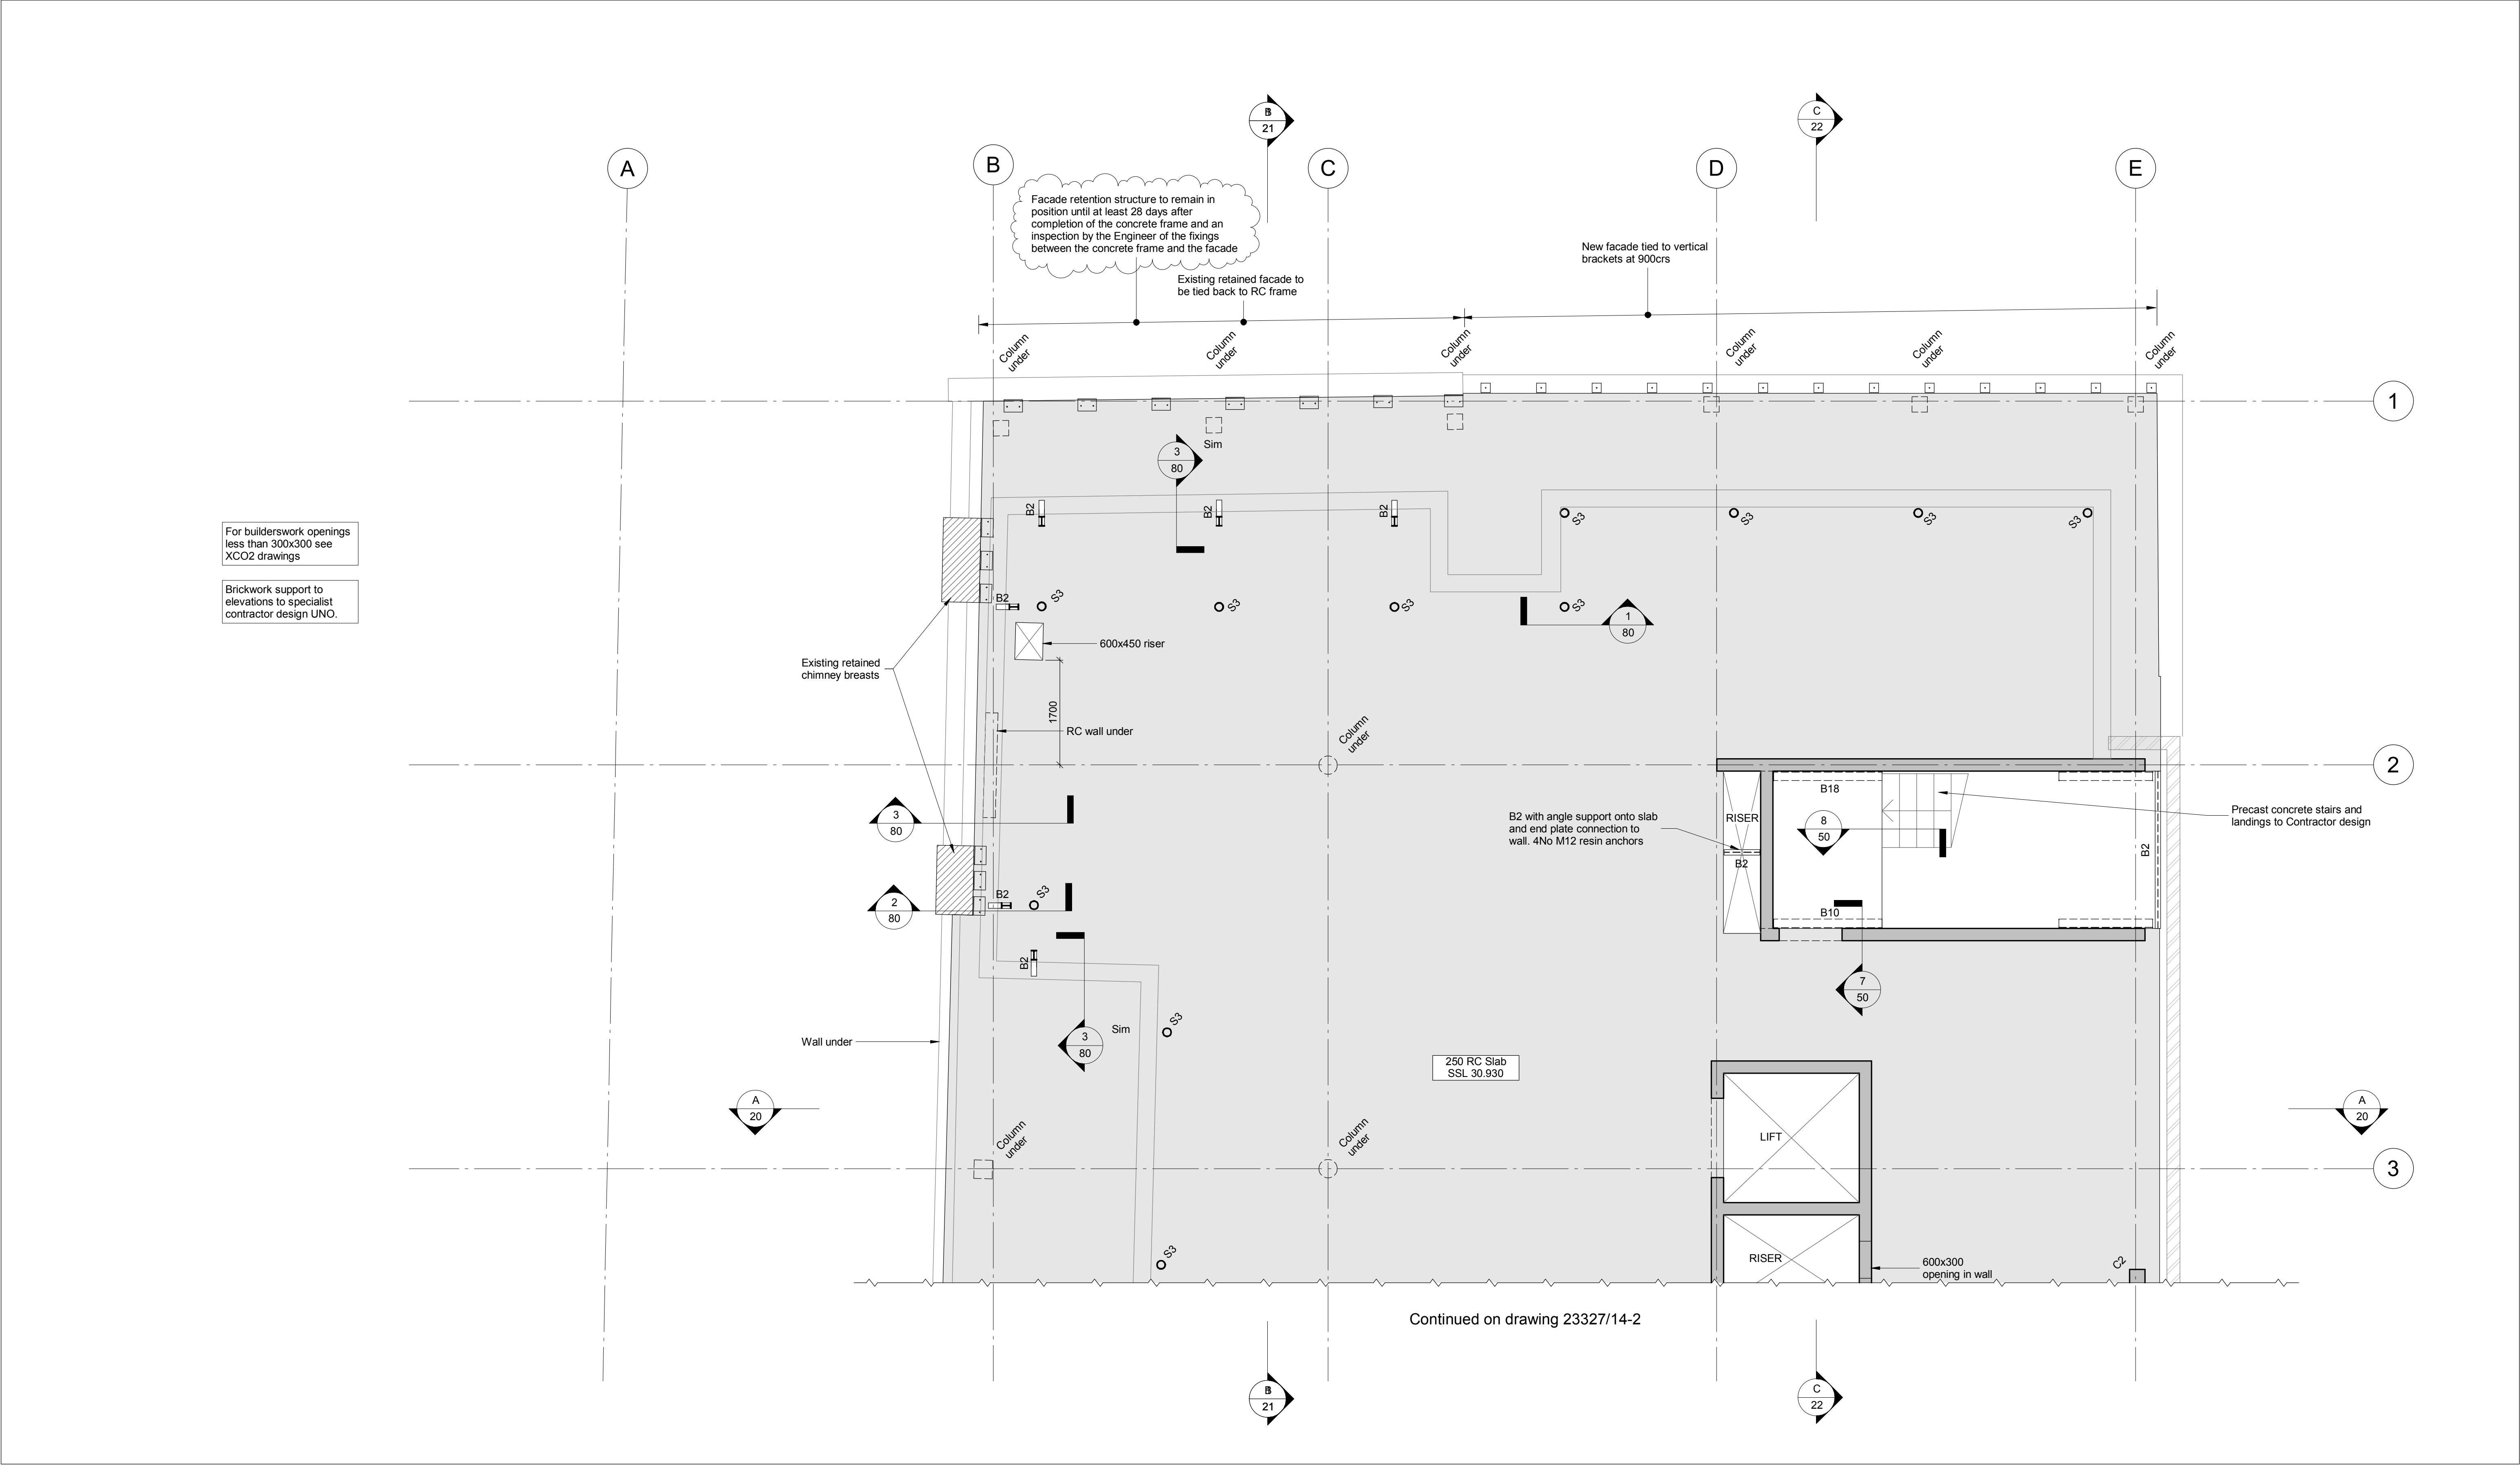 B
21
C
22
A
B
C
D
E
Facade retention structure to remain in
position until at least 28 days after
completion of the concrete frame and an
inspection by the Engineer of the fixings
between the concrete frame and the facade
New facade tied to vertical
brackets at 900crs
Existing retained facade to
be tied back to RC frame
Column
under
Column
under
Column
under
Column
under
Column
under
Column
under
1
3
80
Sim
B2
B2
B2
S3
S3
S3
S3
For builderswork openings
less than 300x300 see
XCO2 drawings
Brickwork support to
elevations to specialist
contractor design UNO.
B2
S3
S3
S3
S3
1
80
600x450 riser
Existing retained
chimney breasts
1700
RC wall under
Column
under
2
B18
RISER
8
50
B2 with angle support onto slab
and end plate connection to
wall. 4No M12 resin anchors
Precast concrete stairs and
landings to Contractor design
3
80
B2
B2
2
80
B2
S3
B10
B2
7
50
S3
Sim
3
80
Wall under
250 RC Slab
SSL 30.930
A
20
A
20
Column
under
Column
under
LIFT
3
S3
RISER
600x300
opening in wall
C2
Continued on drawing 23327/14-2
B
21
C
22